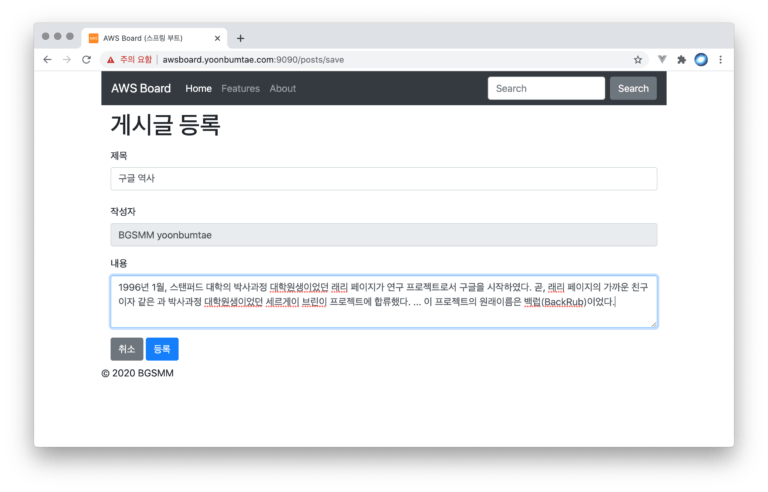 AWS Board (스프링 부트)
주의 요함 | awsboard.yoonbumtae.com:9090/posts/save
AWS Board Home Features About Search Search
게시글 등록
제목
구글 역사
작성자
BGSMM yoonbumtae
내용
1996년 1월, 스탠퍼드 대학의 박사과정 대학원생이었던 래리 페이지가 연구 프로젝트로서 구글을 시작하였다. 곧, 래리 페이지의 가까운 친구
이자 같은 과 박사과정 대학원생이었던 세르게이 브린이 프로젝트에 합류했다. ... 이 프로젝트의 원래이름은 백럽(BackRub)이었다.
취소 등록
© 2020 BGSMM